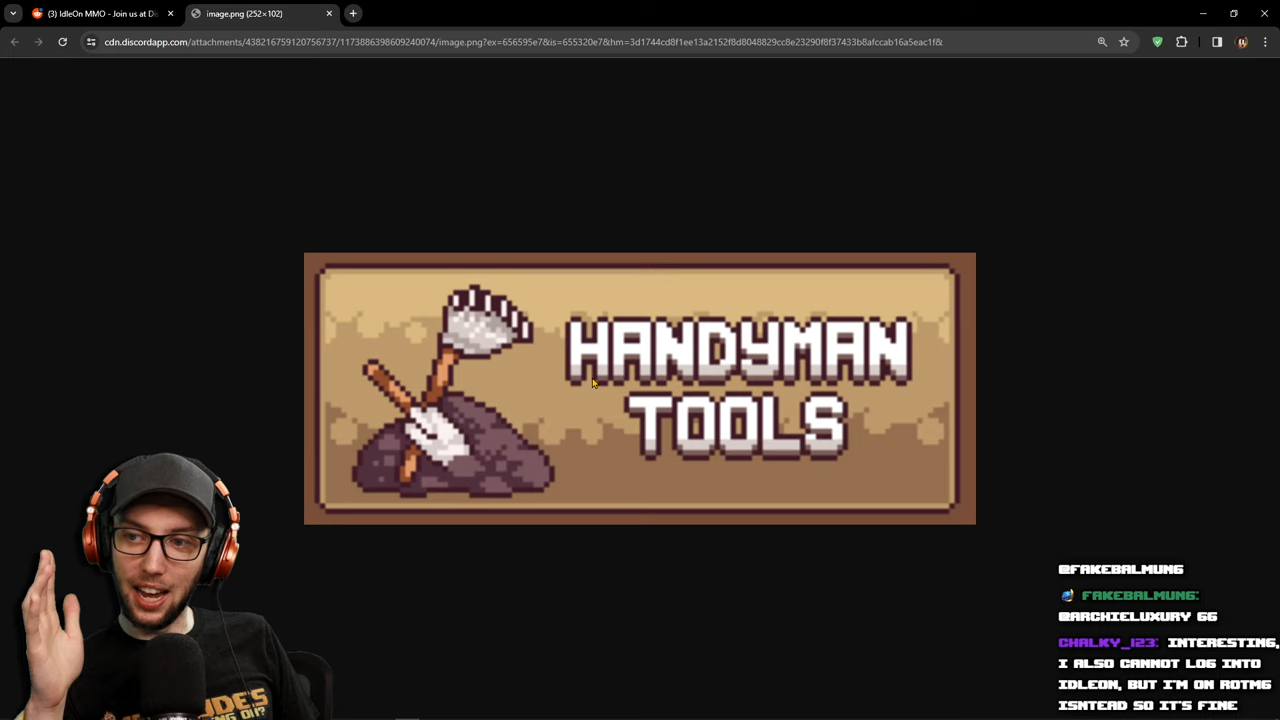 (3) IdleOn MMO - Join us at Di
image.png (252×102)
cdn.discordapp.com/attachments/438216759120756737/1173886398609240074/image.png?ex=656595e7&is=655320e7&hm=3d1744cd8f1ee13a2152f8d8048829cc8e23290f8f37433b8afccab16a5eac1f&
HANDYMAN
TOOLS
@FAKEBALMUNG
FAKEBALMUNG:
@ARCHIELUXURY 66
CHALKY_123: INTERESTING,
I ALSO CANNOT LOG INTO
IDLEON, BUT I'M ON ROTMG
ISNTEAD SO IT'S FINE